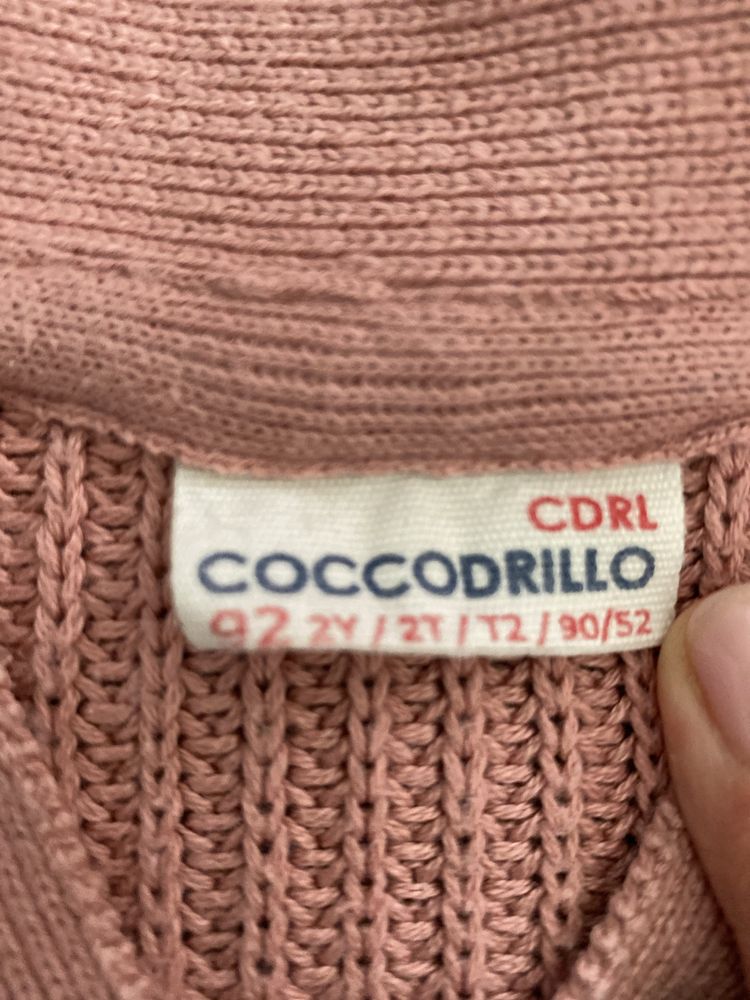 CDRL
COCCODRILLO
92 2Y / 2T / T2 / 90/52